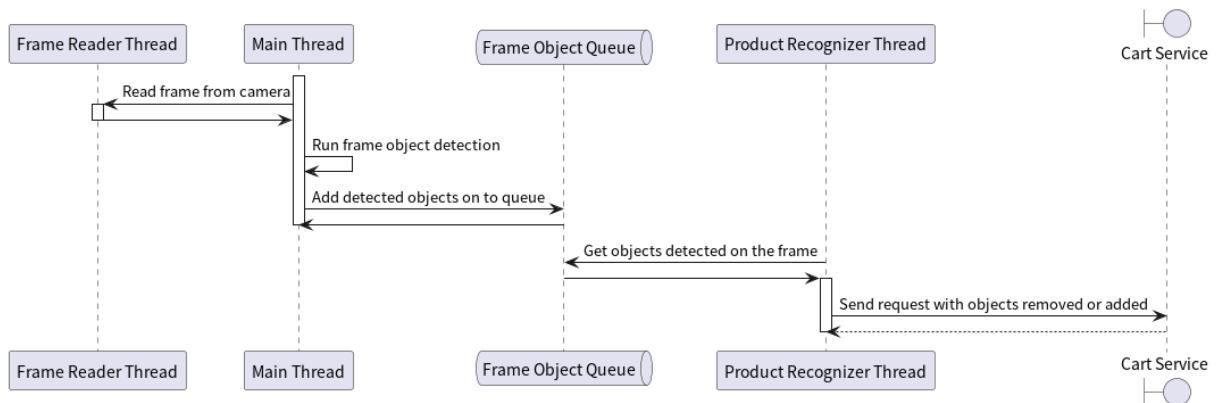 Frame Reader Thread
Main Thread
Frame Object Queue
Product Recognizer Thread
Cart Service
Read frame from camera
Run frame object detection
Add detected objects on to queue
Get objects detected on the frame
Send request with objects removed or added
Frame Reader Thread
Main Thread
Frame Object Queue
Product Recognizer Thread
Cart Service